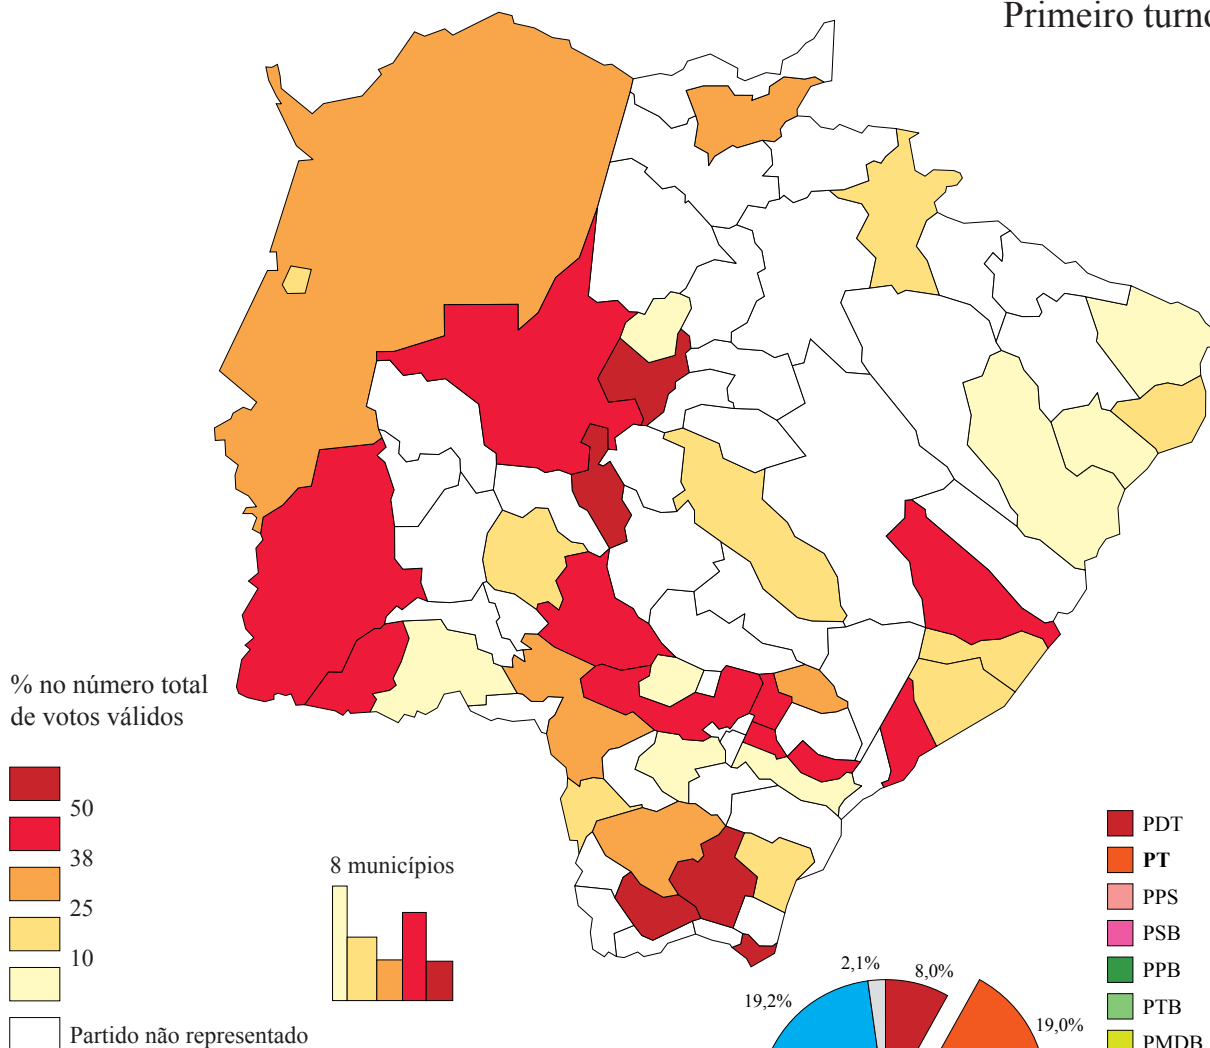 Primeiro turno
% no número total
de votos válidos
50
38
25
10
Partido não representado
8 municípios
PDT
PT
PPS
PSB
PPB
PTB
PMDB
2,1%
8,0%
19,2%
19,0%